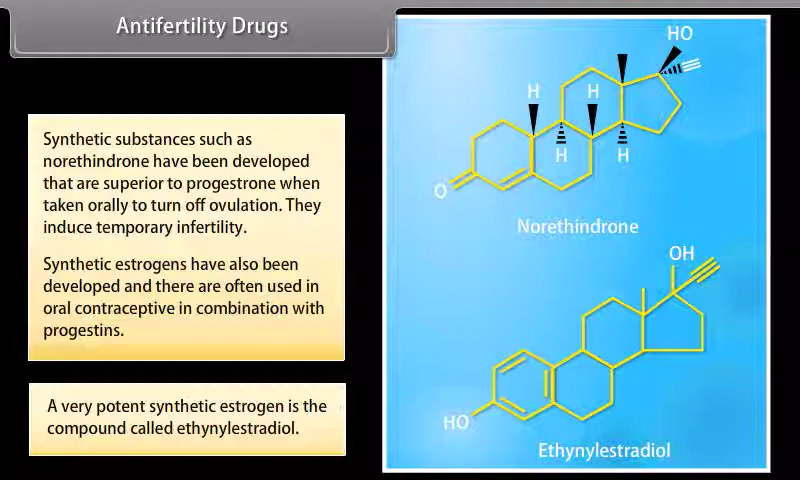 Antifertility Drugs
Synthetic substances such as
norethindrone have been developed
that are superior to progestrone when
taken orally to turn off ovulation. They
induce temporary infertility.
Synthetic estrogens have also been
developed and there are often used in
oral contraceptive in combination with
progestins.
A very potent synthetic estrogen is the
compound called ethynylestradiol.
HO
H
H
H
H
O
Norethindrone
OH
HO
Ethynylestradiol